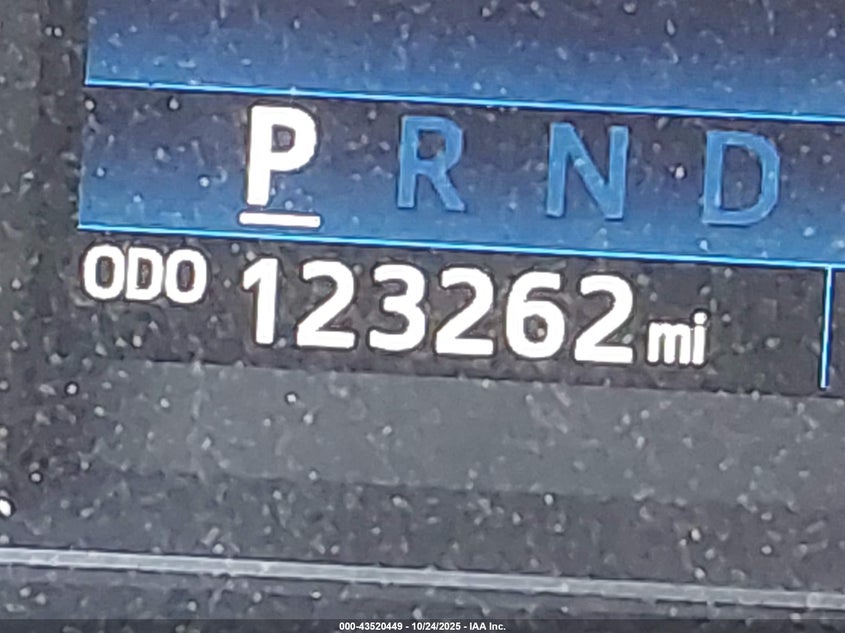 P R N D
ODO 123262 mi
000-43520449 - 10/24/2025 - IAA Inc.